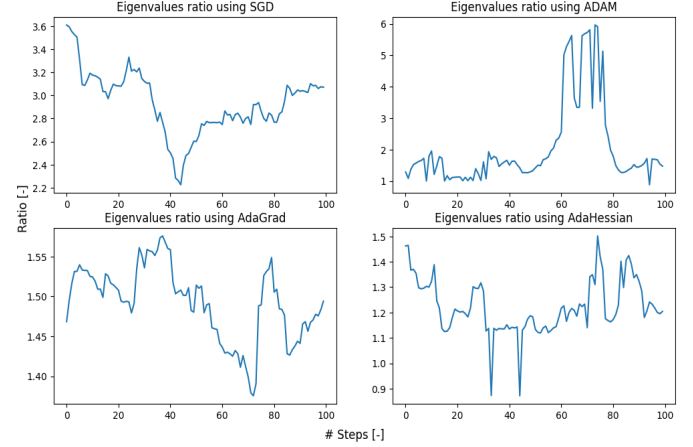 Eigenvalues ratio using SGD
3.6
3.4
3.2
3.0
2.8
2.6
2.4
2.2
0 20 40 60 80 100
Eigenvalues ratio using ADAM
6
5
4
3
2
1
0 20 40 60 80 100
Ratio [-]
Eigenvalues ratio using AdaGrad
1.55
1.50
1.45
1.40
0 20 40 60 80 100
Eigenvalues ratio using AdaHessian
1.5
1.4
1.3
1.2
1.1
1.0
0.9
0 20 40 60 80 100
# Steps [-]